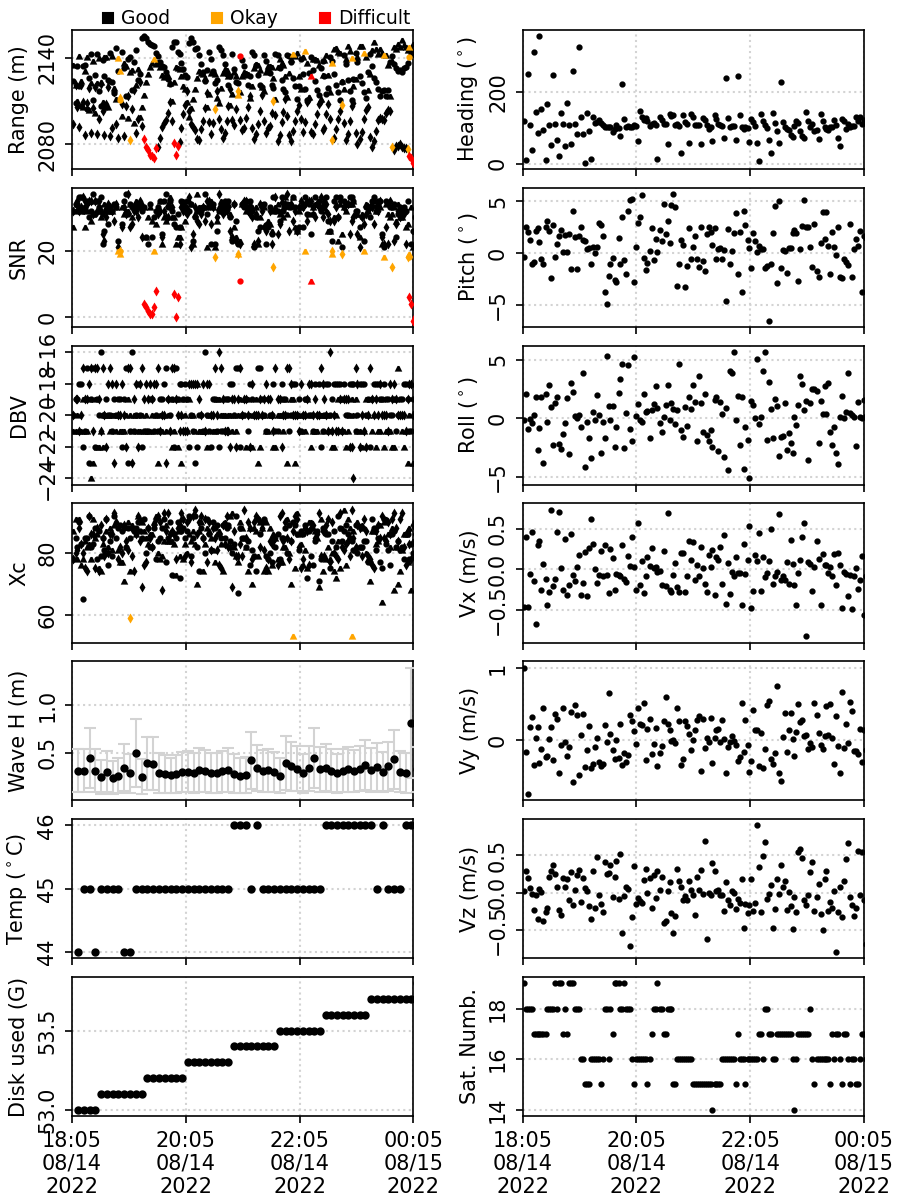 Good Okay Difficult
Range (m)
2140
2080
Heading (°)
200
0
SNR
20
0
Pitch (°)
5
0
−5
DBV
−16
−18
−20
−22
−24
Roll (°)
5
0
−5
Xc
80
60
Vx (m/s)
0.5
0.0
−0.5
Wave H (m)
1.0
0.5
Vy (m/s)
1
0
Temp (°C)
46
45
44
Vz (m/s)
0.5
0.0
−0.5
Disk used (G)
53.5
53.0
Sat. Numb.
18
16
14
18:05 20:05 22:05 00:05 18:05 20:05 22:05 00:05
08/14 08/14 08/14 08/15 08/14 08/14 08/14 08/15
2022 2022 2022 2022 2022 2022 2022 2022